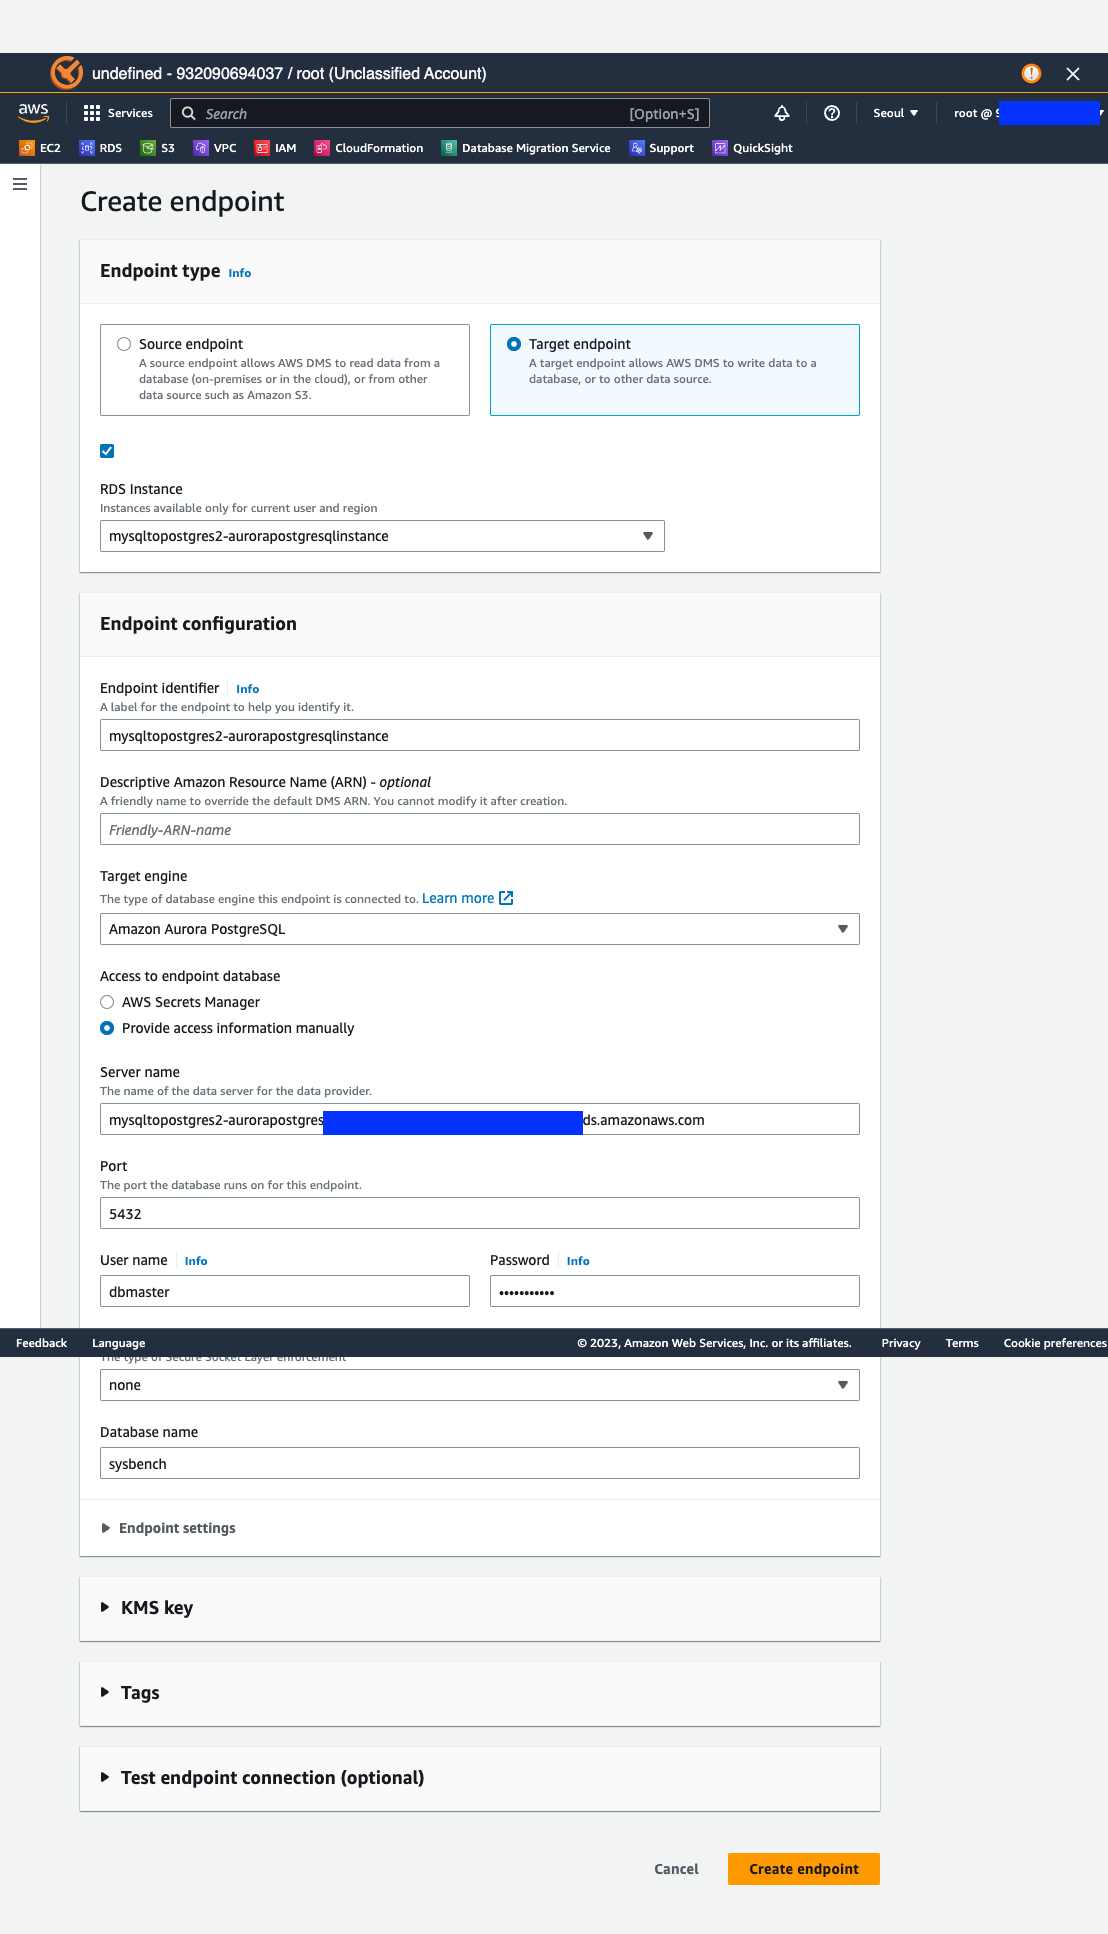 undefined - 932090694037 / root (Unclassified Account)
aws Services Search [Option+S] Seoul root @
EC2 RDS S3 VPC IAM CloudFormation Database Migration Service Support QuickSight
Create endpoint
Endpoint type Info
Source endpoint
A source endpoint allows AWS DMS to read data from a
database (on-premises or in the cloud), or from other
data source such as Amazon S3.
Target endpoint
A target endpoint allows AWS DMS to write data to a
database, or to other data source.
RDS Instance
Instances available only for current user and region
mysqltopostgres2-aurorapostgresqlinstance
Endpoint configuration
Endpoint identifier Info
A label for the endpoint to help you identify it.
mysqltopostgres2-aurorapostgresqlinstance
Descriptive Amazon Resource Name (ARN) - optional
A friendly name to override the default DMS ARN. You cannot modify it after creation.
Friendly-ARN-name
Target engine
The type of database engine this endpoint is connected to. Learn more
Amazon Aurora PostgreSQL
Access to endpoint database
AWS Secrets Manager
Provide access information manually
Server name
The name of the data server for the data provider.
mysqltopostgres2-aurorapostgres ds.amazonaws.com
Port
The port the database runs on for this endpoint.
5432
User name Info
dbmaster
Password Info
•••••••••••
Feedback Language © 2023, Amazon Web Services, Inc. or its affiliates. Privacy Terms Cookie preferences
The type of Secure Socket Layer enforcement
none
Database name
sysbench
Endpoint settings
KMS key
Tags
Test endpoint connection (optional)
Cancel Create endpoint